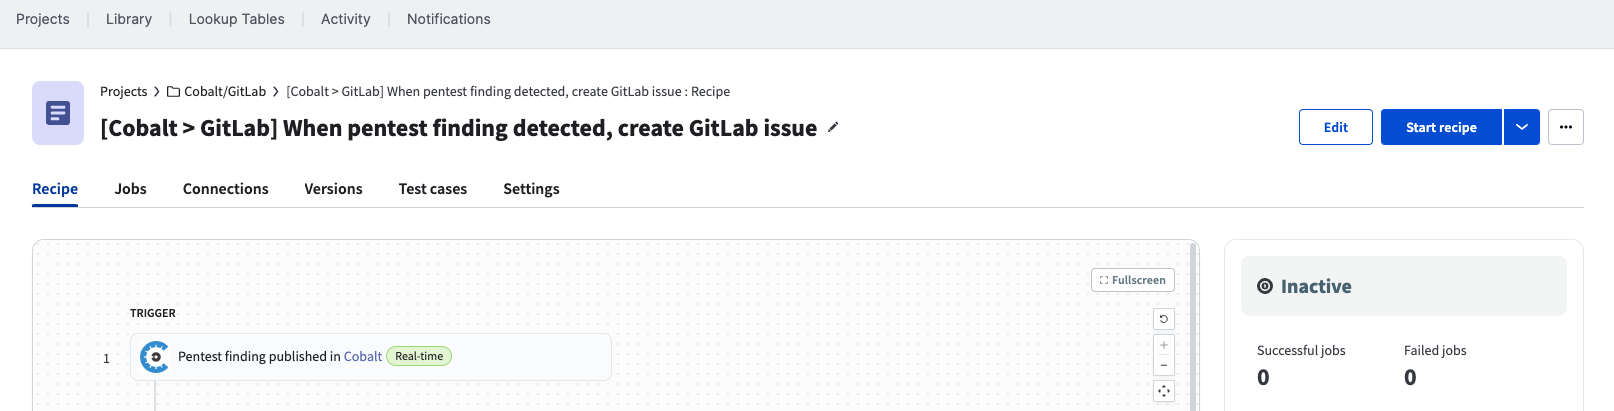 Projects Library Lookup Tables Activity Notifications
Projects > Cobalt/GitLab > [Cobalt > GitLab] When pentest finding detected, create GitLab issue : Recipe
[Cobalt > GitLab] When pentest finding detected, create GitLab issue
Edit Start recipe
Recipe Jobs Connections Versions Test cases Settings
Fullscreen
TRIGGER
1 Pentest finding published in Cobalt Real-time
Inactive
Successful jobs Failed jobs
0 0